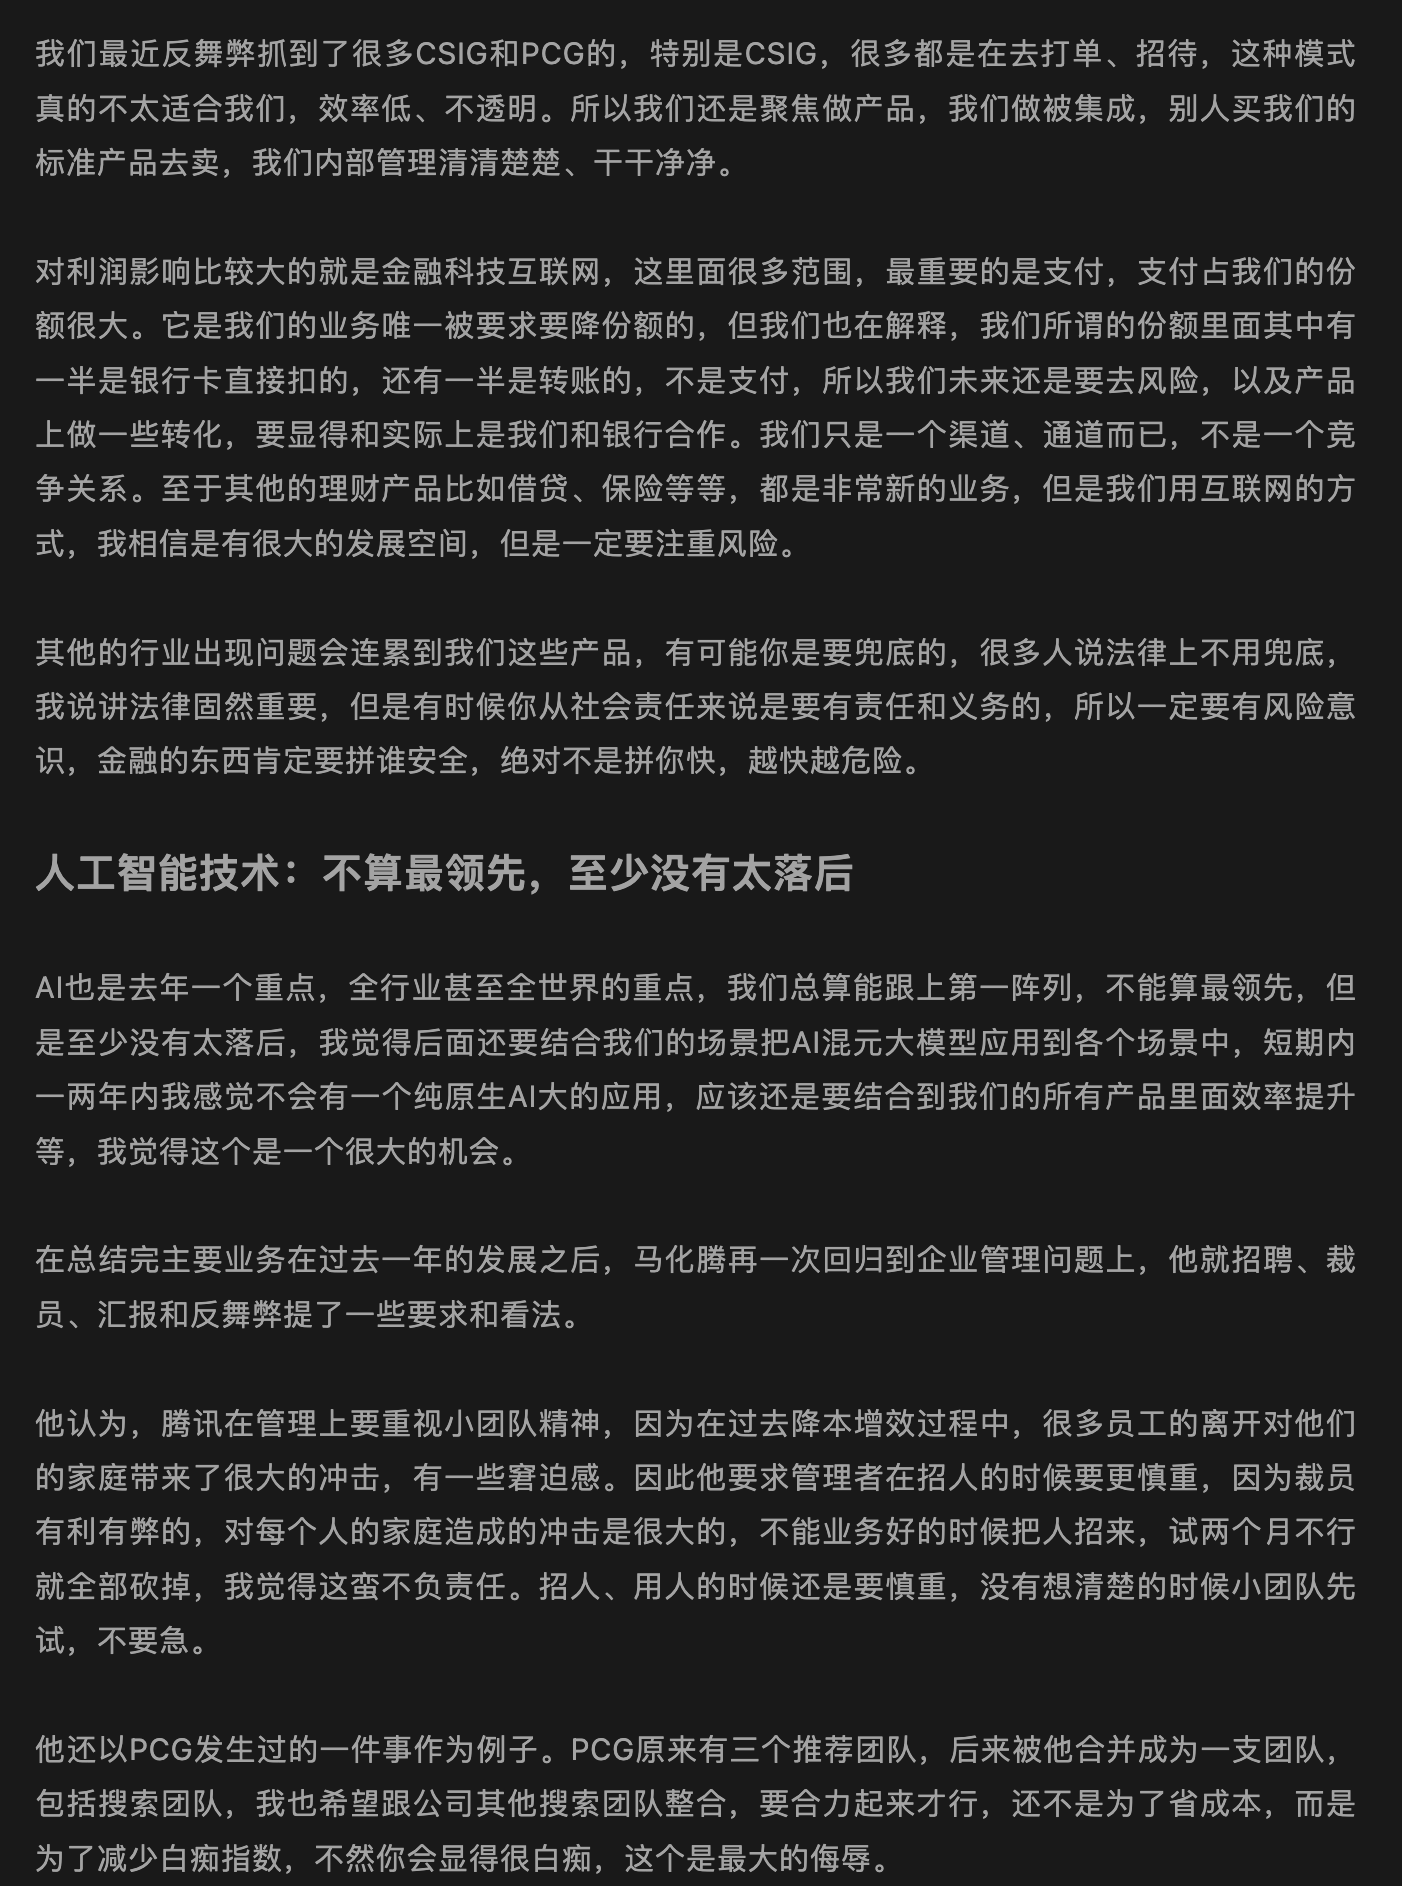 我们最近反舞弊抓到了很多CSIG和PCG的，特别是CSIG，很多都是在去打单、招待，这种模式
真的不太适合我们，效率低、不透明。所以我们还是聚焦做产品，我们做被集成，别人买我们的
标准产品去卖，我们内部管理清清楚楚、干干净净。
对利润影响比较大的就是金融科技互联网，这里面很多范围，最重要的是支付，支付占我们的份
额很大。它是我们的业务唯一被要求要降份额的，但我们也在解释，我们所谓的份额里面其中有
一半是银行卡直接扣的，还有一半是转账的，不是支付，所以我们未来还是要去风险，以及产品
上做一些转化，要显得和实际上是我们和银行合作。我们只是一个渠道、通道而已，不是一个竞
争关系。至于其他的理财产品比如借贷、保险等等，都是非常新的业务，但是我们用互联网的方
式，我相信是有很大的发展空间，但是一定要注重风险。
其他的行业出现问题会连累到我们这些产品，有可能你是要兜底的，很多人说法律上不用兜底，
我说讲法律固然重要，但是有时候你从社会责任来说是要有责任和义务的，所以一定要有风险意
识，金融的东西肯定要拼谁安全，绝对不是拼你快，越快越危险。
人工智能技术：不算最领先，至少没有太落后
AI也是去年一个重点，全行业甚至全世界的重点，我们总算能跟上第一阵列，不能算最领先，但
是至少没有太落后，我觉得后面还要结合我们的场景把AI混元大模型应用到各个场景中，短期内
一两年内我感觉不会有一个纯原生AI大的应用，应该还是要结合到我们的所有产品里面效率提升
等，我觉得这个是一个很大的机会。
在总结完主要业务在过去一年的发展之后，马化腾再一次回归到企业管理问题上，他就招聘、裁
员、汇报和反舞弊提了一些要求和看法。
他认为，腾讯在管理上要重视小团队精神，因为在过去降本增效过程中，很多员工的离开对他们
的家庭带来了很大的冲击，有一些窘迫感。因此他要求管理者在招人的时候要更慎重，因为裁员
有利有弊的，对每个人的家庭造成的冲击是很大的，不能业务好的时候把人招来，试两个月不行
就全部砍掉，我觉得这蛮不负责任。招人、用人的时候还是要慎重，没有想清楚的时候小团队先
试，不要急。
他还以PCG发生过的一件事作为例子。PCG原来有三个推荐团队，后来被他合并成为一支团队，
包括搜索团队，我也希望跟公司其他搜索团队整合，要合力起来才行，还不是为了省成本，而是
为了减少白痴指数，不然你会显得很白痴，这个是最大的侮辱。